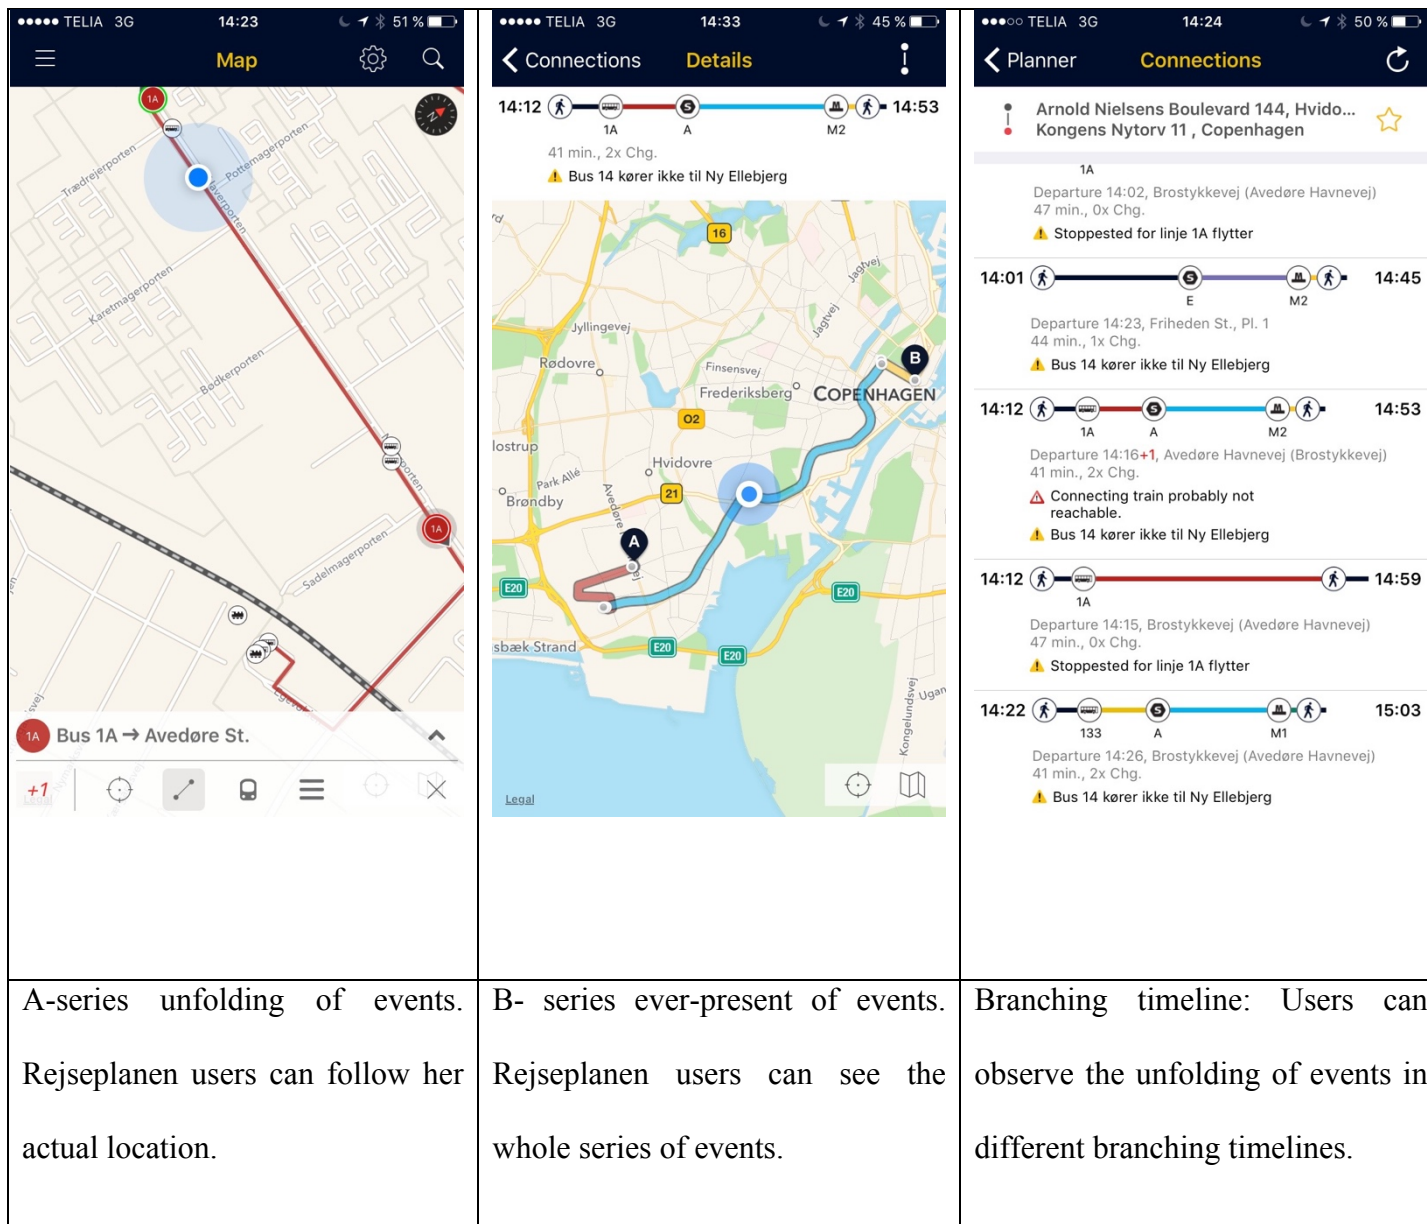 TELIA 3G 14:23 51 %
Map
1A
Trædrejerporten
Pottemagerporten
Karetmagerporten
Bødkerporten
1A
Sadelmagerporten
1A Bus 1A → Avedøre St.
+1
Legal
TELIA 3G 14:33 45 %
Connections Details
14:12 14:53
1A A M2
41 min., 2x Chg.
Bus 14 kører ikke til Ny Ellebjerg
16
Jagtvej
Jyllingevej
Jagtvej
Rødovre
Finsensvej
B
Frederiksberg
COPENHAGEN
O2
lostrup
Hvidovre
Park Allé
21
Brøndby
A
E20
E20
sbæk Strand
E20
E20
Kongelundsvej
Ugan
Legal
TELIA 3G 14:24 50 %
Planner Connections
Arnold Nielsens Boulevard 144, Hvido...
Kongens Nytorv 11 , Copenhagen
1A
Departure 14:02, Brostykkevej (Avedøre Havnevej)
47 min., 0x Chg.
Stoppested for linje 1A flytter
14:01 14:45
E M2
Departure 14:23, Friheden St., Pl. 1
44 min., 1x Chg.
Bus 14 kører ikke til Ny Ellebjerg
14:12 14:53
1A A M2
Departure 14:16+1, Avedøre Havnevej (Brostykkevej)
41 min., 2x Chg.
Connecting train probably not
reachable.
Bus 14 kører ikke til Ny Ellebjerg
14:12 14:59
1A
Departure 14:15, Brostykkevej (Avedøre Havnevej)
47 min., 0x Chg.
Stoppested for linje 1A flytter
14:22 15:03
133 A M1
Departure 14:26, Brostykkevej (Avedøre Havnevej)
41 min., 2x Chg.
Bus 14 kører ikke til Ny Ellebjerg
A-series unfolding of events.
Rejseplanen users can follow her
actual location.
B- series ever-present of events.
Rejseplanen users can see the
whole series of events.
Branching timeline: Users can
observe the unfolding of events in
different branching timelines.